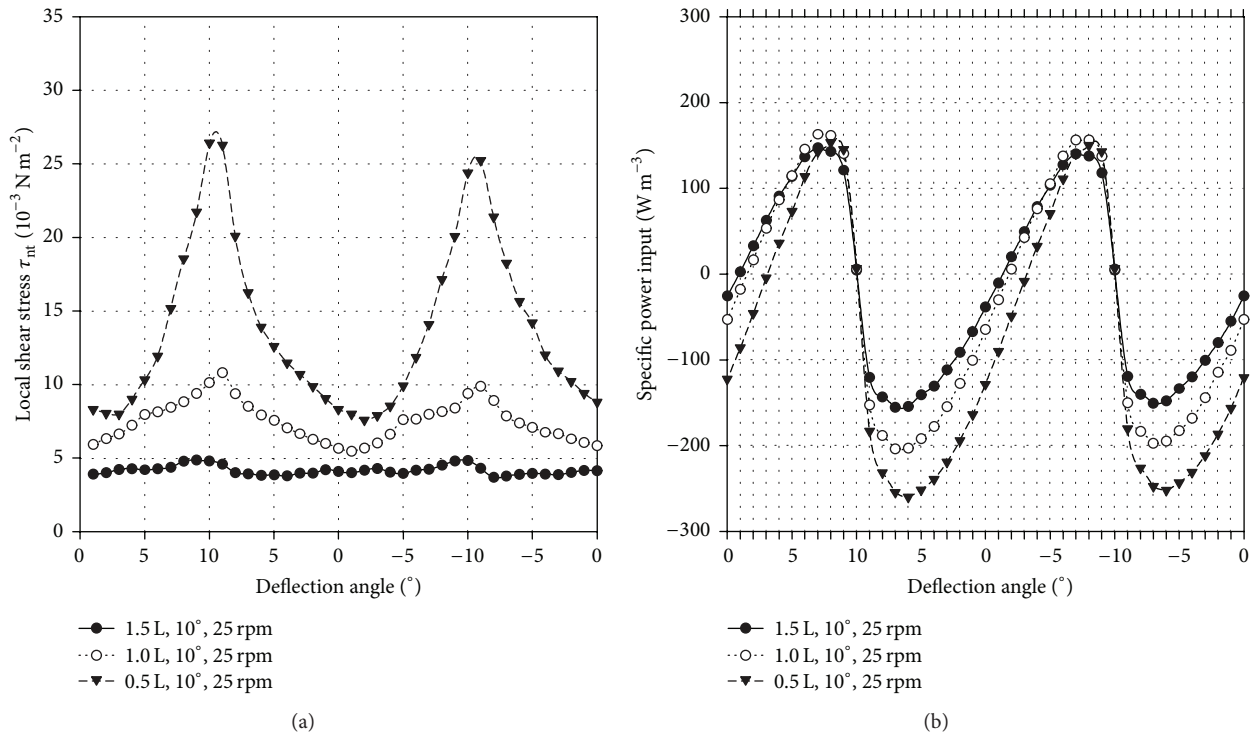 35
30
25
20
15
10
5
0
Local shear stress τnt (10−3 N m−2)
0 5 10 5 0 −5 −10 −5 0
Deflection angle (°)
1.5 L, 10°, 25 rpm
1.0 L, 10°, 25 rpm
0.5 L, 10°, 25 rpm
(a)
300
200
100
0
−100
−200
−300
Specific power input (W m−3)
0 5 10 5 0 −5 −10 −5 0
Deflection angle (°)
1.5 L, 10°, 25 rpm
1.0 L, 10°, 25 rpm
0.5 L, 10°, 25 rpm
(b)